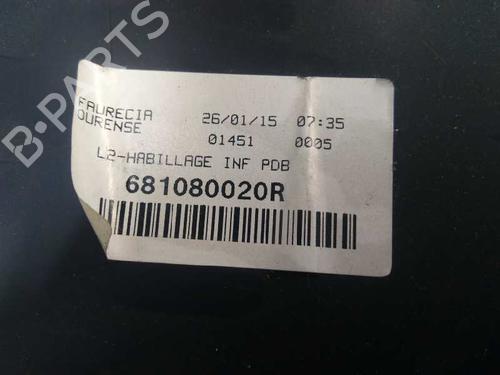 B-PARTS
FAURECIA 26/01/15 07:35
OURENSE 01451 0005
L2-HABILLAGE INF PDB
681080020R